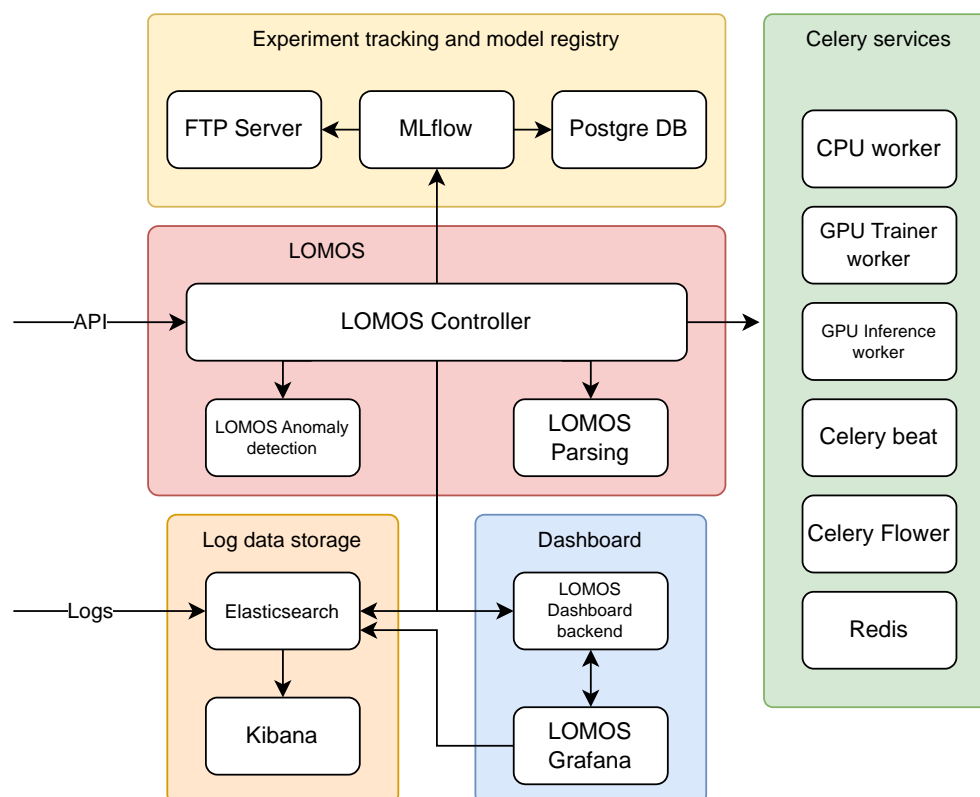 Experiment tracking and model registry
FTP Server
MLflow
Postgre DB
LOMOS
API
LOMOS Controller
LOMOS Anomaly
detection
LOMOS
Parsing
Log data storage
Logs
Elasticsearch
Kibana
Dashboard
LOMOS
Dashboard
backend
LOMOS
Grafana
Celery services
CPU worker
GPU Trainer
worker
GPU Inference
worker
Celery beat
Celery Flower
Redis